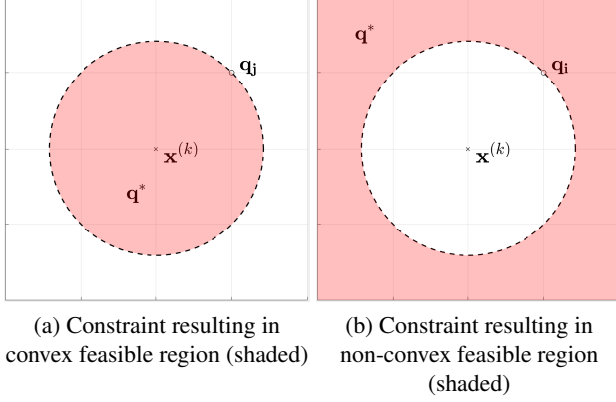 q_j
x^(k)
q*
(a) Constraint resulting in
convex feasible region (shaded)
q*
q_i
x^(k)
(b) Constraint resulting in
non-convex feasible region
(shaded)